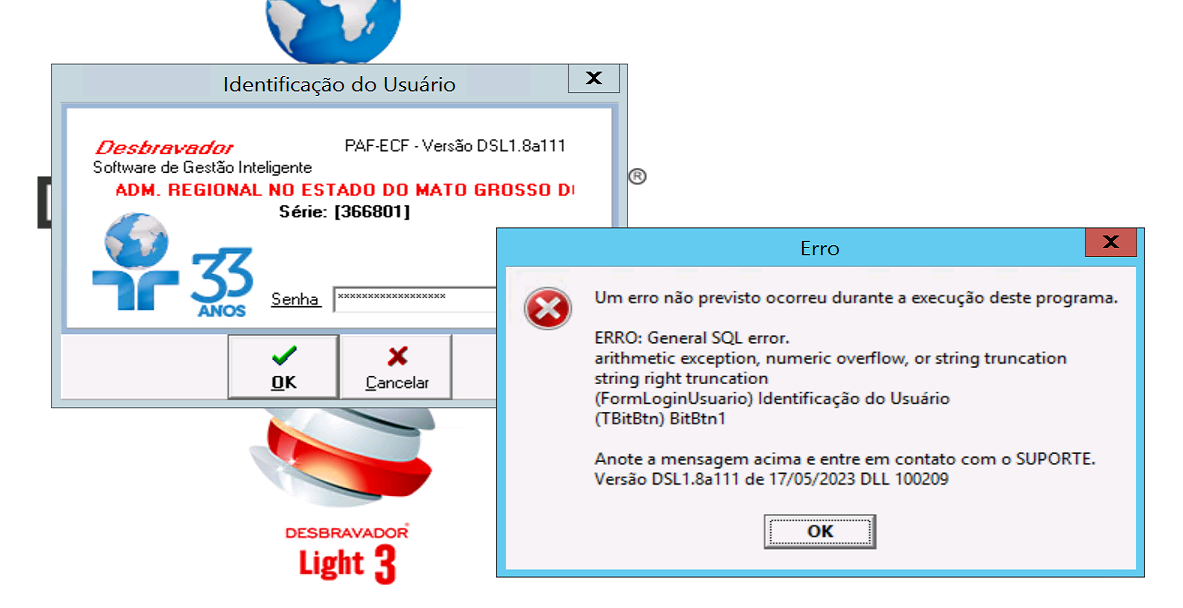 Identificação do Usuário
X
Desbravador
PAF-ECF - Versão DSL1.8a111
Software de Gestão Inteligente
ADM. REGIONAL NO ESTADO DO MATO GROSSO
Série: [366801]
33
ANOS
Senha
******************
OK
Cancelar
®
Erro
X
Um erro não previsto ocorreu durante a execução deste programa.
ERRO: General SQL error.
arithmetic exception, numeric overflow, or string truncation
string right truncation
(FormLoginUsuario) Identificação do Usuário
(TBitBtn) BitBtn1
Anote a mensagem acima e entre em contato com o SUPORTE.
Versão DSL1.8a111 de 17/05/2023 DLL 100209
OK
DESBRAVADOR
Light 3